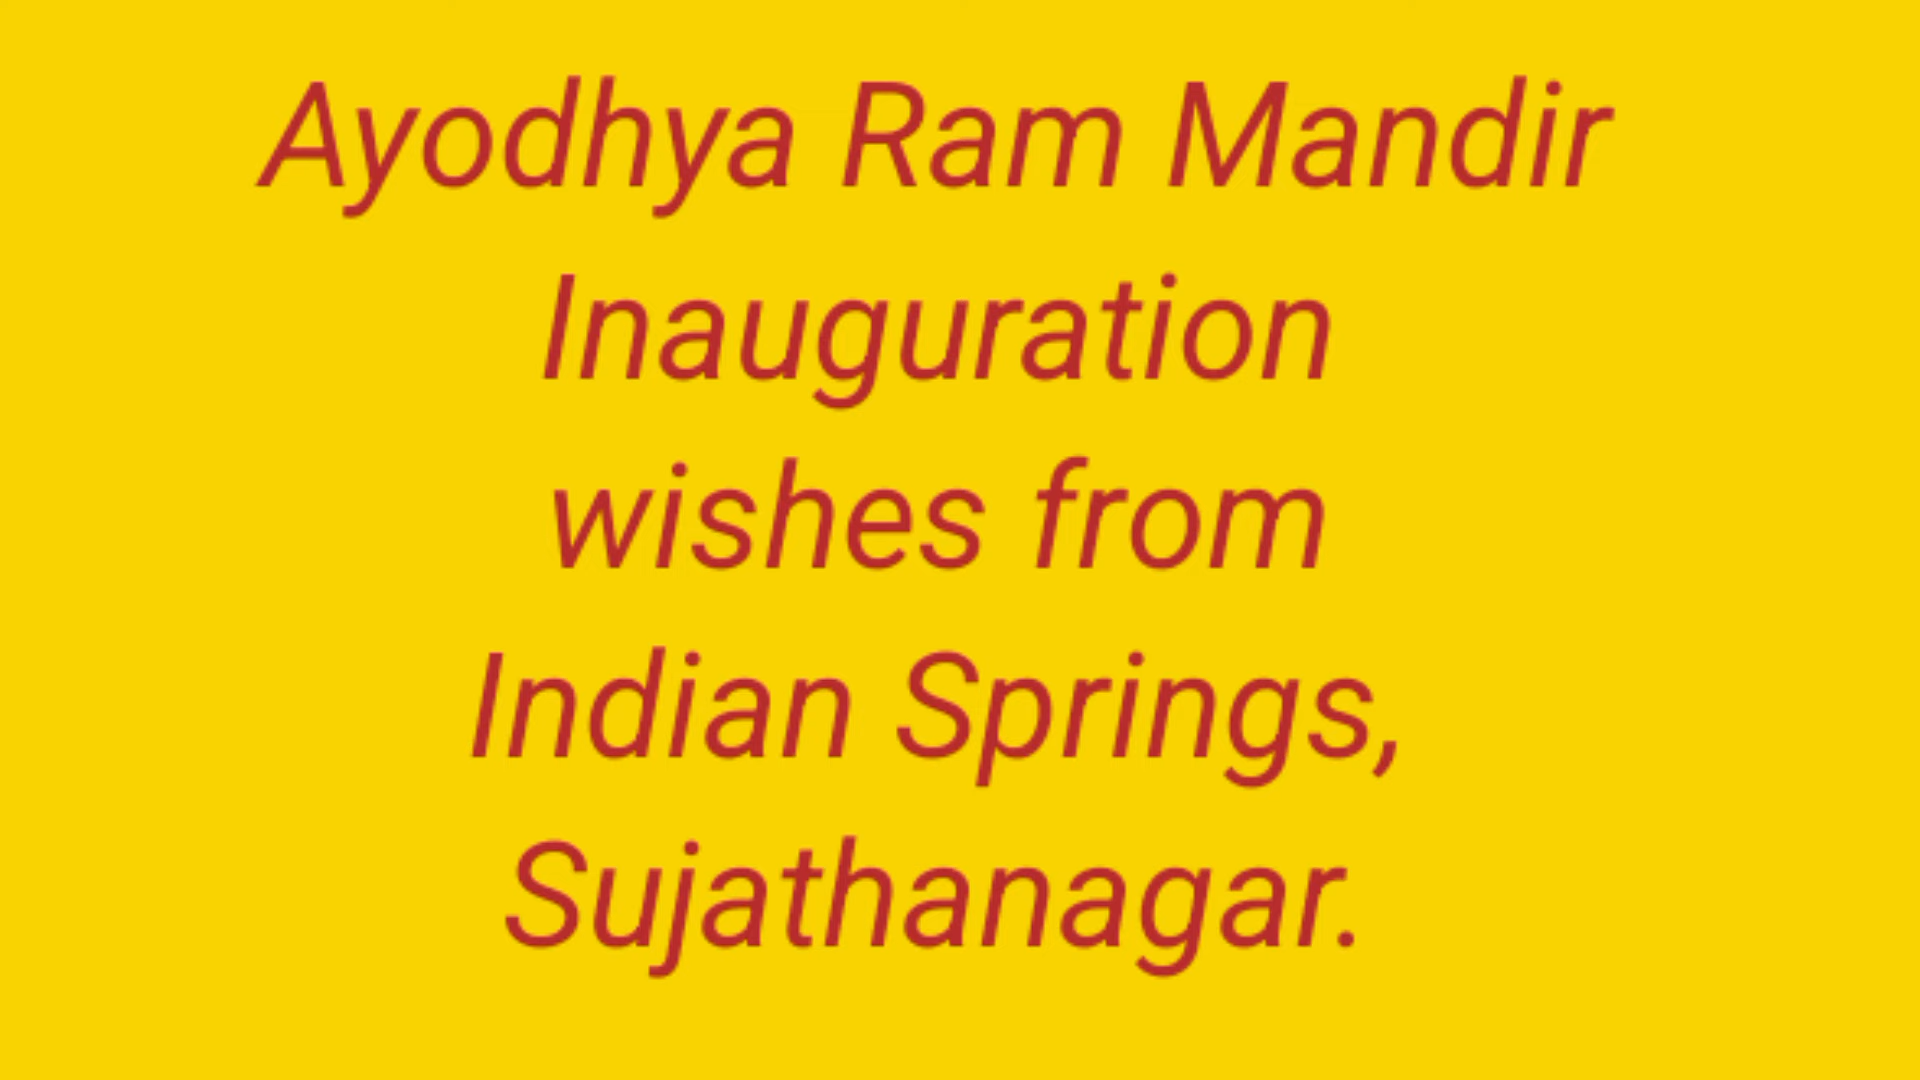 Ayodhya Ram Mandir
Inauguration
wishes from
Indian Springs,
Sujathanagar.